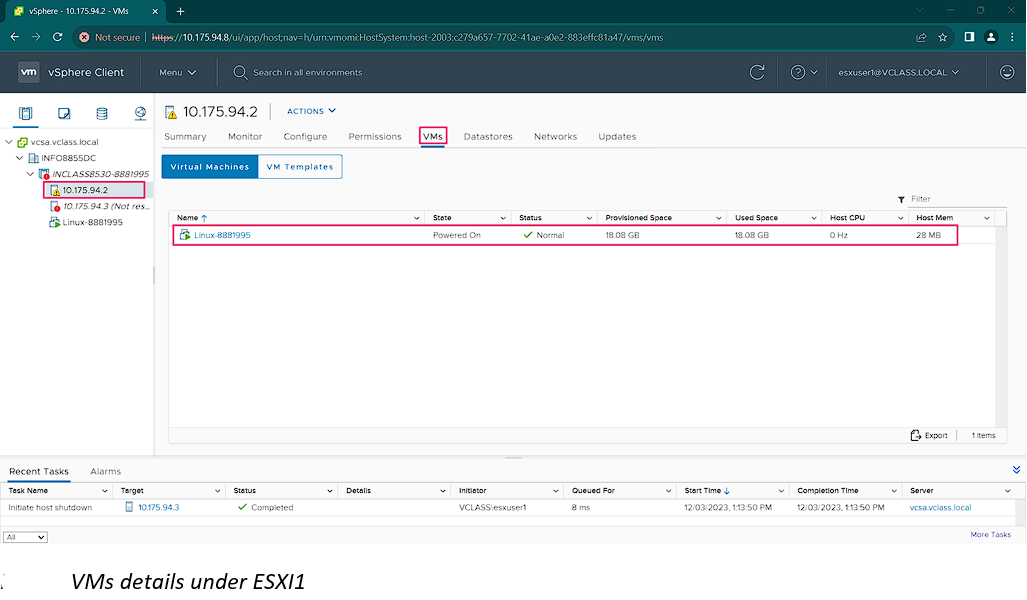 vSphere - 10.175.94.2 - VMs
Not secure | https://10.175.94.8/ui/app/host;nav=h/urn:vmomi:HostSystem:host-2003:c279a657-7702-41ae-a0e2-883effc81a47/vms/vms
vm vSphere Client Menu Search in all environments esxuser1@VCLASS.LOCAL
10.175.94.2 ACTIONS
Summary Monitor Configure Permissions VMs Datastores Networks Updates
vcsa.vclass.local
INFO8855DC
INCLASS8530-8881995
10.175.94.2
10.175.94.3 (Not res...
Linux-8881995
Virtual Machines VM Templates
Filter
Name State Status Provisioned Space Used Space Host CPU Host Mem
Linux-8881995 Powered On Normal 18.08 GB 18.08 GB 0 Hz 28 MB
Export 1 items
Recent Tasks Alarms
Task Name Target Status Details Initiator Queued For Start Time Completion Time Server
Initiate host shutdown 10.175.94.3 Completed VCLASS\esxuser1 8 ms 12/03/2023, 1:13:50 PM 12/03/2023, 1:13:50 PM vcsa.vclass.local
All More Tasks
VMs details under ESXI1